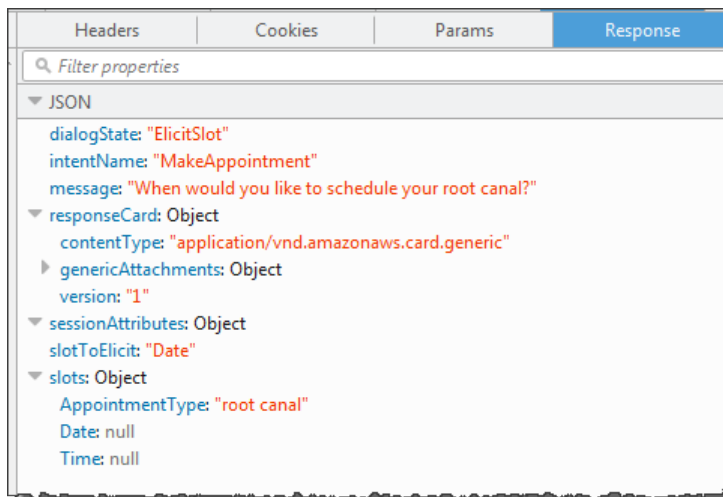 Headers Cookies Params Response
Filter properties
JSON
dialogState: "ElicitSlot"
intentName: "MakeAppointment"
message: "When would you like to schedule your root canal?"
responseCard: Object
contentType: "application/vnd.amazonaws.card.generic"
genericAttachments: Object
version: "1"
sessionAttributes: Object
slotToElicit: "Date"
slots: Object
AppointmentType: "root canal"
Date: null
Time: null